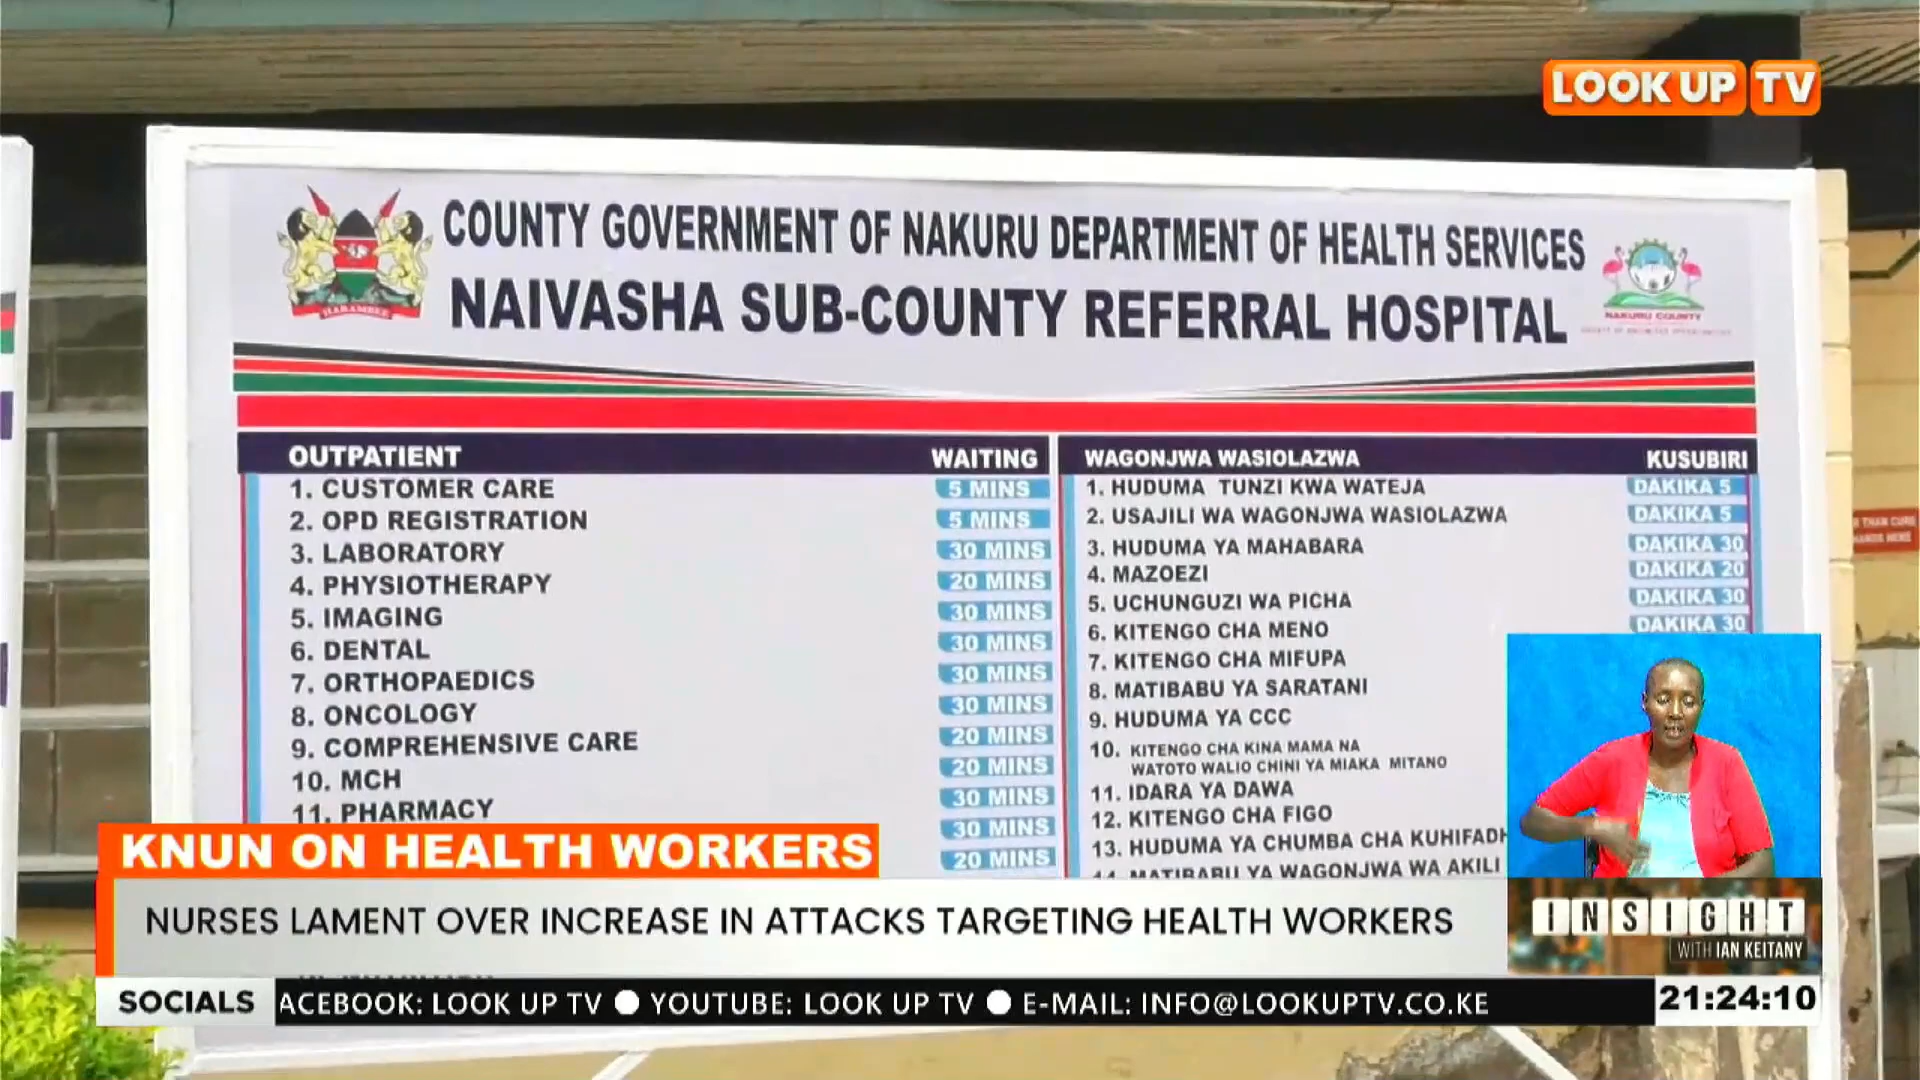 LOOK UP TV
COUNTY GOVERNMENT OF NAKURU DEPARTMENT OF HEALTH SERVICES
NAIVASHA SUB-COUNTY REFERRAL HOSPITAL
HARAMBEE
NAKURU COUNTY
OUTPATIENT WAITING
1. CUSTOMER CARE 5 MINS
2. OPD REGISTRATION 5 MINS
3. LABORATORY 30 MINS
4. PHYSIOTHERAPY 20 MINS
5. IMAGING 30 MINS
6. DENTAL 30 MINS
7. ORTHOPAEDICS 30 MINS
8. ONCOLOGY 30 MINS
9. COMPREHENSIVE CARE 20 MINS
10. MCH 20 MINS
11. PHARMACY 30 MINS
30 MINS
20 MINS
WAGONJWA WASIOLAZWA KUSUBIRI
1. HUDUMA TUNZI KWA WATEJA DAKIKA 5
2. USAJILI WA WAGONJWA WASIOLAZWA DAKIKA 5
3. HUDUMA YA MAHABARA DAKIKA 30
4. MAZOEZI DAKIKA 20
5. UCHUNGUZI WA PICHA DAKIKA 30
6. KITENGO CHA MENO DAKIKA 30
7. KITENGO CHA MIFUPA
8. MATIBABU YA SARATANI
9. HUDUMA YA CCC
10. KITENGO CHA KINA MAMA NA
WATOTO WALIO CHINI YA MIAKA MITANO
11. IDARA YA DAWA
12. KITENGO CHA FIGO
13. HUDUMA YA CHUMBA CHA KUHIFADH
14. MATIBABU YA WAGONJWA WA AKILI
THAN CURE
KNUN ON HEALTH WORKERS
NURSES LAMENT OVER INCREASE IN ATTACKS TARGETING HEALTH WORKERS
INSIGHT
WITH IAN KEITANY
SOCIALS ACEBOOK: LOOK UP TV ● YOUTUBE: LOOK UP TV ● E-MAIL: INFO@LOOKUPTV.CO.KE 21:24:10